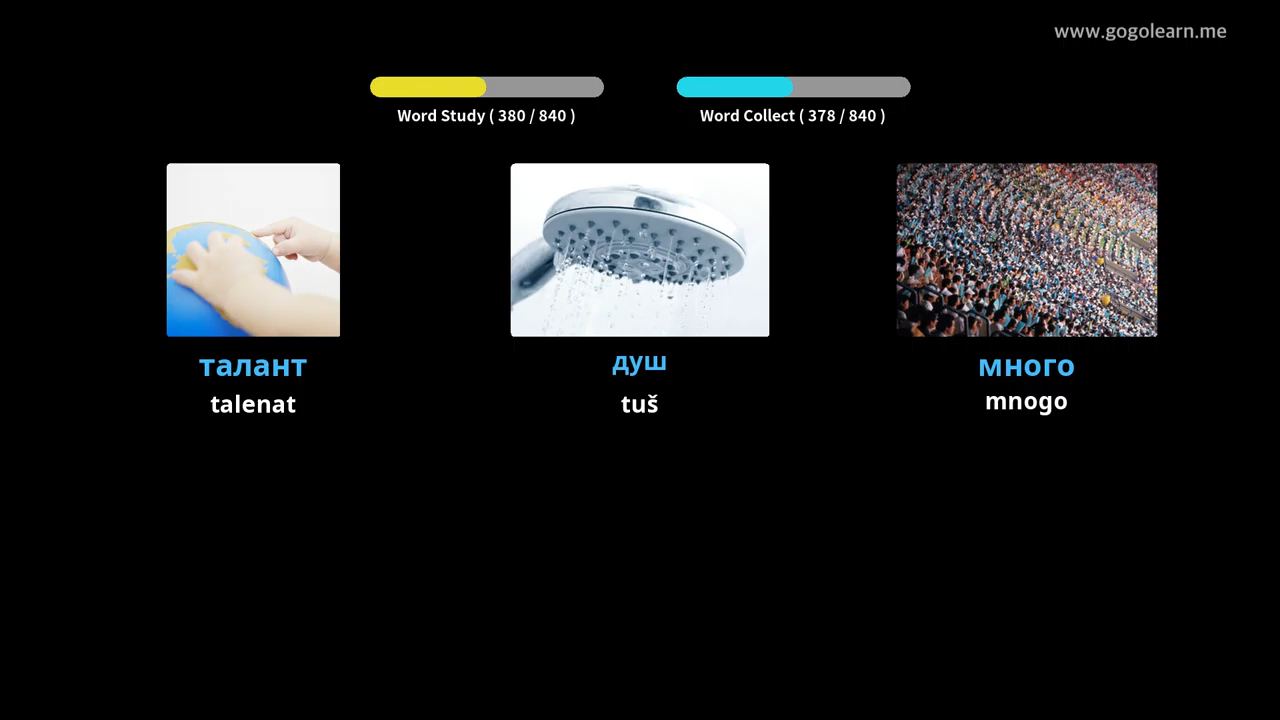 www.gogolearn.me
Word Study ( 380 / 840 )
Word Collect ( 378 / 840 )
талант
душ
много
talenat
tuš
mnogo